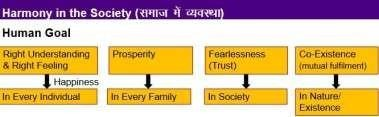 Harmony in the Society (समाज में व्यवस्था)
Human Goal
Right Understanding
& Right Feeling
Prosperity
Fearlessness
(Trust)
Co-Existence
(mutual fulfilment)
Happiness
In Every Individual
In Every Family
In Society
In Nature/
Existence